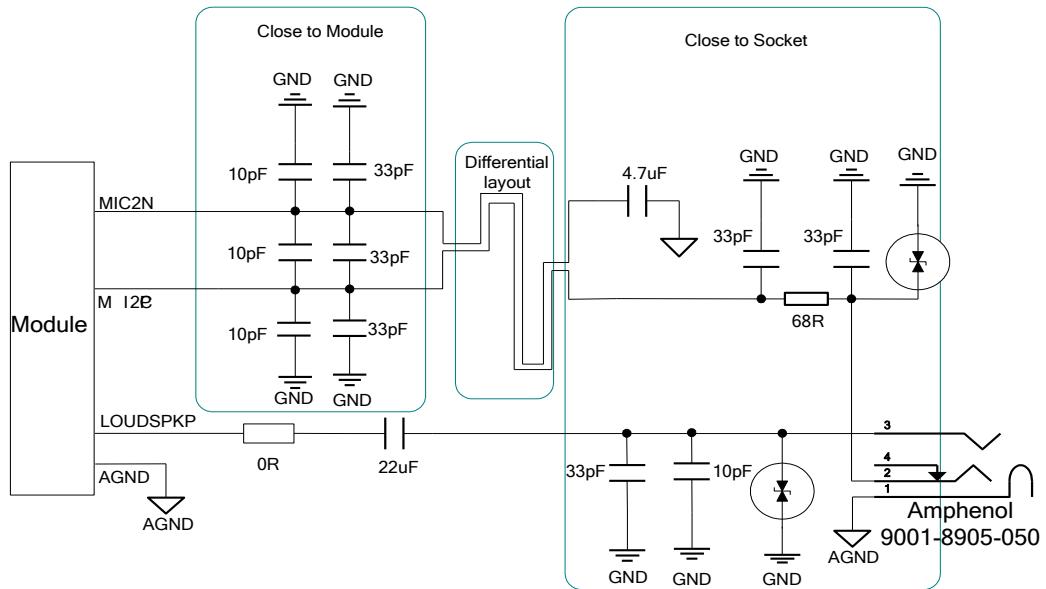 Close to Module
Close to Socket
GND
GND
Differential
layout
GND
GND
GND
4.7uF
10pF
33pF
MIC2N
33pF
33pF
10pF
33pF
Module
68R
10pF
33pF
GND
GND
LOUDSPKP
0R
22uF
33pF
10pF
3
4
2
1
AGND
AGND
Amphenol
9001-8905-050
AGND
GND
GND
GND